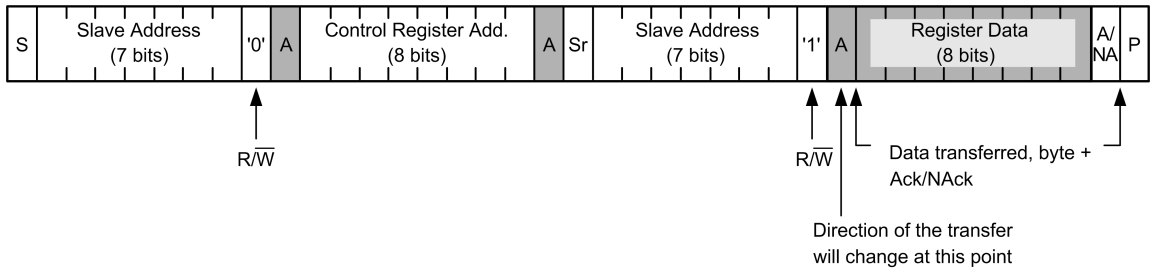 S Slave Address (7 bits) '0' A Control Register Add. (8 bits) A Sr Slave Address (7 bits) '1' A Register Data (8 bits) A/NA P
R/W̅ R/W̅
Data transferred, byte +
Ack/NAck
Direction of the transfer
will change at this point